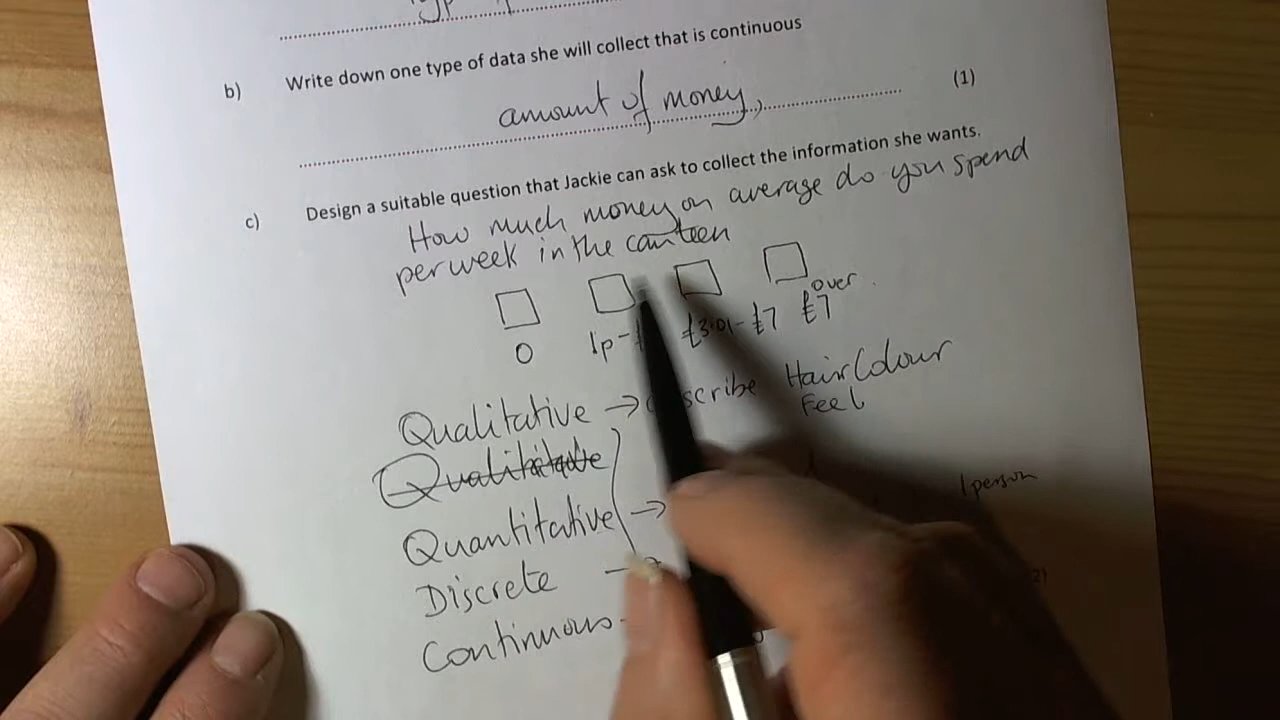 b) Write down one type of data she will collect that is continuous
amount of money, (1)
c) Design a suitable question that Jackie can ask to collect the information she wants.
How much money on average do you spend
per week in the canteen
0 1p - £ £3.01 - £7 over £7
Qualitative → Hair Colour
Feel
Quantitative →
1 person
Discrete →
2)
Continuous.